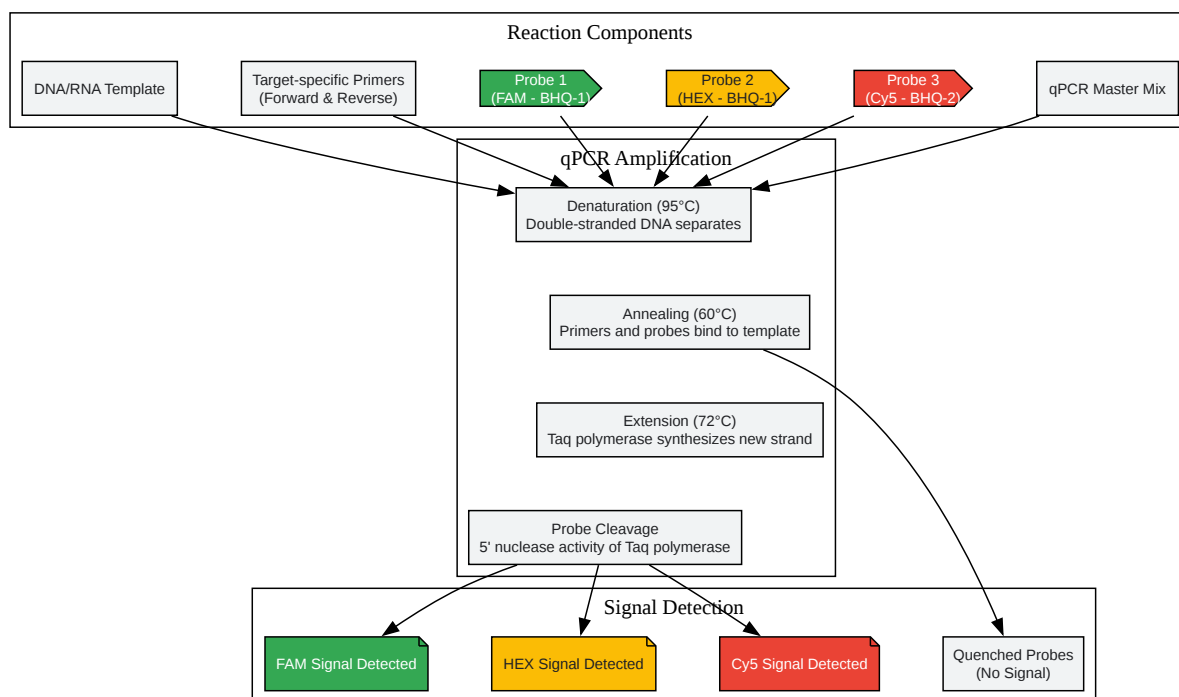 Reaction Components
DNA/RNA Template
Target-specific Primers
(Forward & Reverse)
Probe 1
(FAM - BHQ-1)
Probe 2
(HEX - BHQ-1)
Probe 3
(Cy5 - BHQ-2)
qPCR Master Mix
qPCR Amplification
Denaturation (95°C)
Double-stranded DNA separates
Annealing (60°C)
Primers and probes bind to template
Extension (72°C)
Taq polymerase synthesizes new strand
Probe Cleavage
5' nuclease activity of Taq polymerase
Signal Detection
FAM Signal Detected
HEX Signal Detected
Cy5 Signal Detected
Quenched Probes
(No Signal)